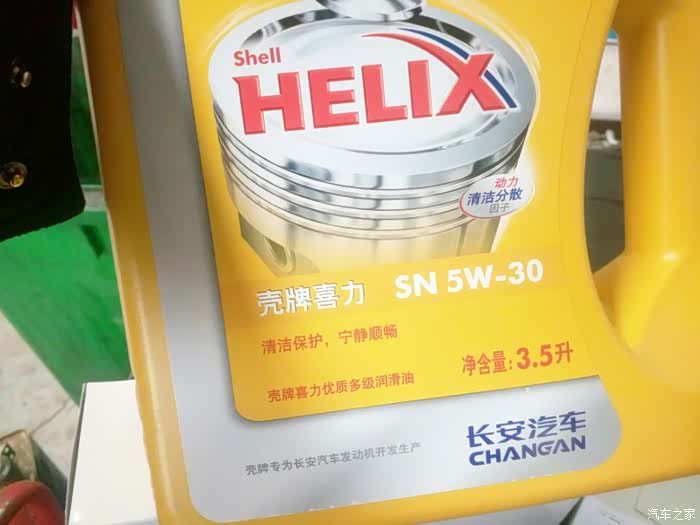 Shell
HELIX
动力
清洁分散
因子
壳牌喜力 SN 5W-30
清洁保护，宁静顺畅
净含量：3.5升
壳牌喜力优质多级润滑油
长安汽车
CHANGAN
壳牌专为长安汽车发动机开发生产
汽车之家